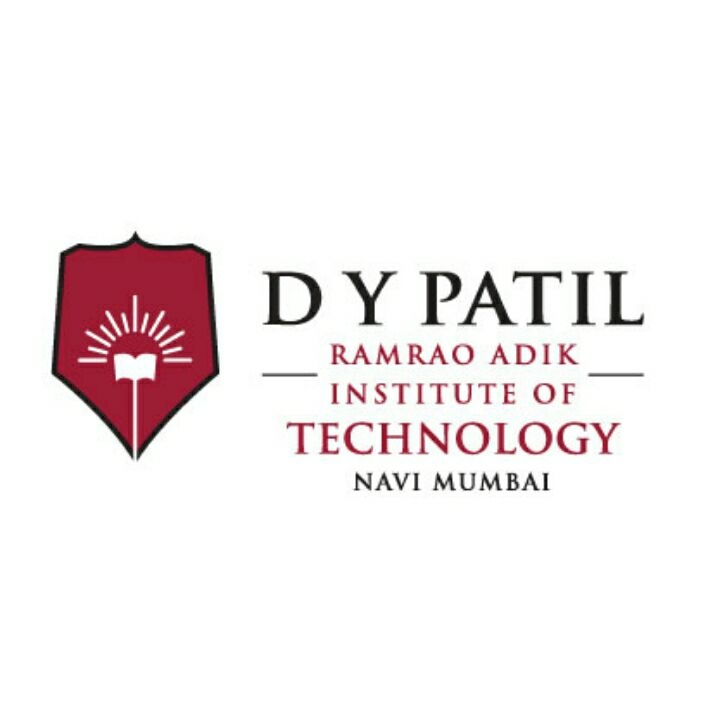 D Y PATIL
RAMRAO ADIK
INSTITUTE OF
TECHNOLOGY
NAVI MUMBAI